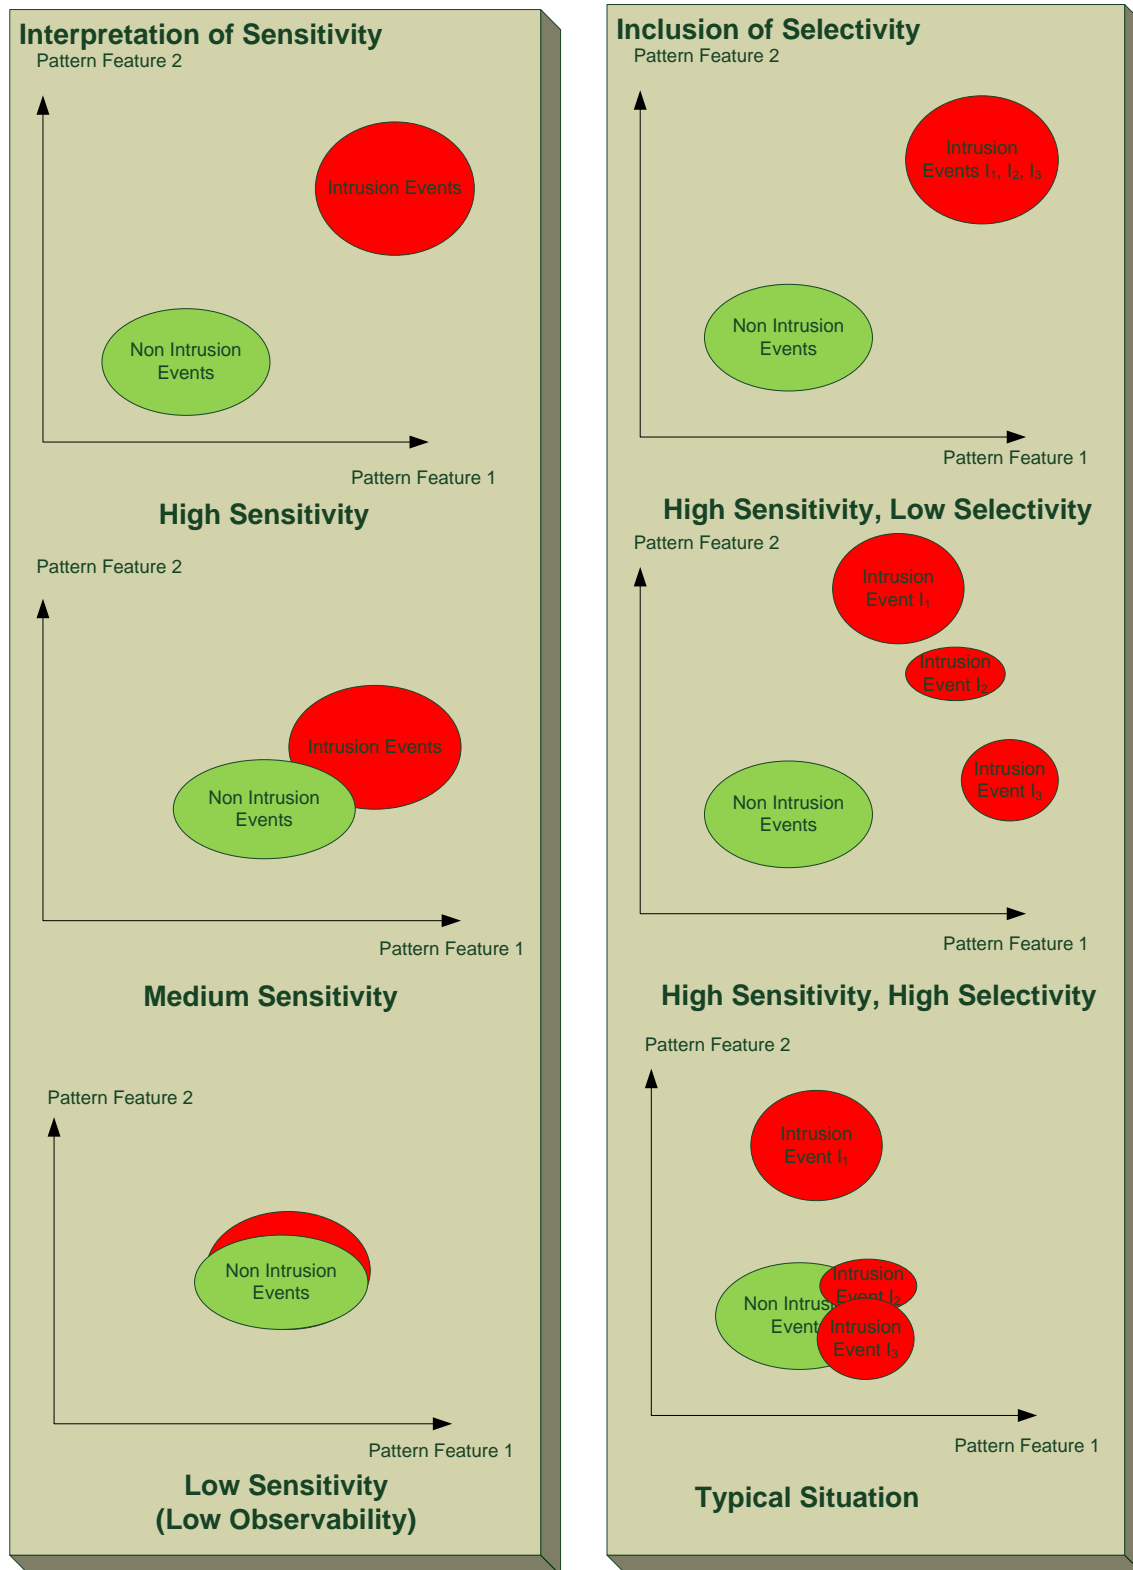 Interpretation of Sensitivity
Pattern Feature 2
Intrusion Events
Non Intrusion
Events
Pattern Feature 1
High Sensitivity
Pattern Feature 2
Intrusion Events
Non Intrusion
Events
Pattern Feature 1
Medium Sensitivity
Pattern Feature 2
Non Intrusion
Events
Pattern Feature 1
Low Sensitivity
(Low Observability)
Inclusion of Selectivity
Pattern Feature 2
Intrusion
Events I₁, I₂, I₃
Non Intrusion
Events
Pattern Feature 1
High Sensitivity, Low Selectivity
Pattern Feature 2
Intrusion
Event I₁
Intrusion
Event I₂
Intrusion
Event I₃
Non Intrusion
Events
Pattern Feature 1
High Sensitivity, High Selectivity
Pattern Feature 2
Intrusion
Event I₁
Intrusion
Event I₂
Non Intrus
Event
Intrusion
Event I₃
Pattern Feature 1
Typical Situation